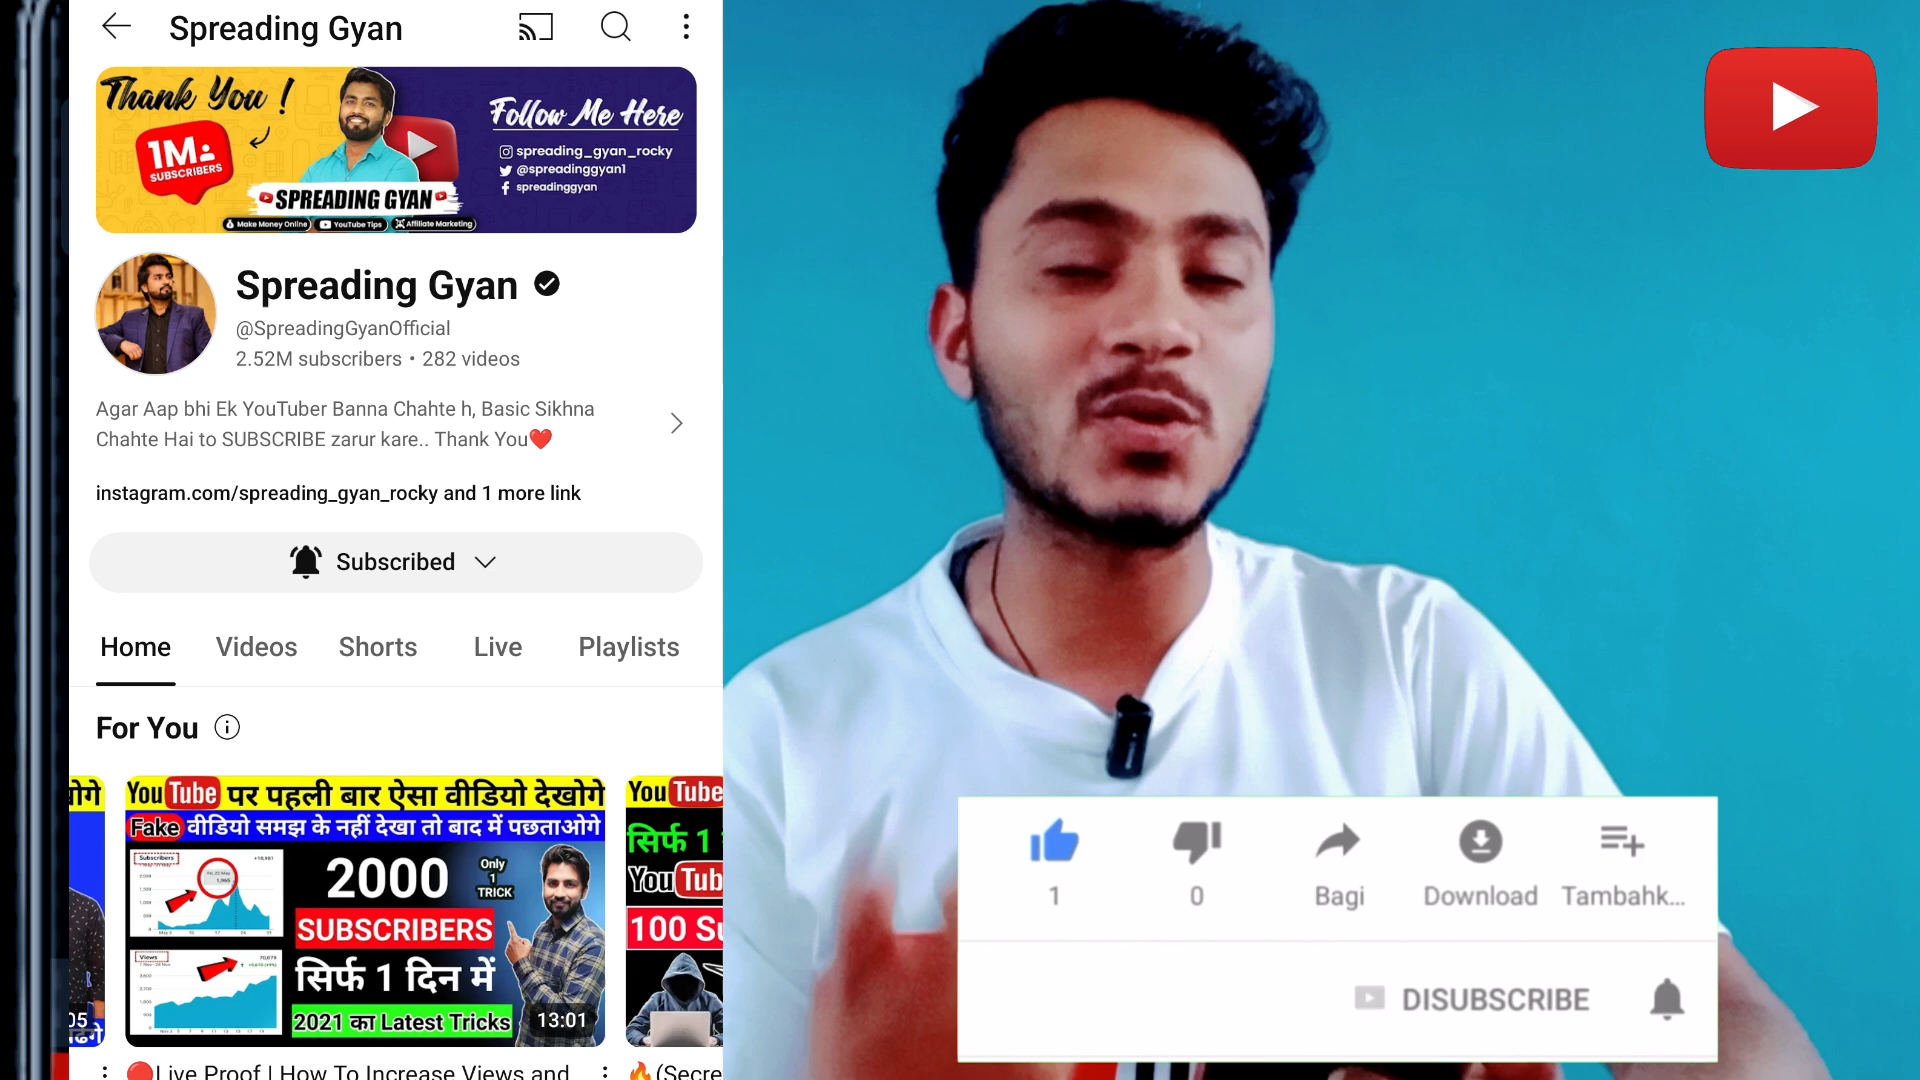 Spreading Gyan
Thank You !
1M
SUBSCRIBERS
Follow Me Here
spreading_gyan_rocky
@spreadinggyan1
spreadinggyan
SPREADING GYAN
Make Money Online
YouTube Tips
Affiliate Marketing
Spreading Gyan
@SpreadingGyanOfficial
2.52M subscribers • 282 videos
Agar Aap bhi Ek YouTuber Banna Chahte h, Basic Sikhna
Chahte Hai to SUBSCRIBE zarur kare.. Thank You❤️
instagram.com/spreading_gyan_rocky and 1 more link
Subscribed
Home Videos Shorts Live Playlists
For You
YouTube पर पहली बार ऐसा वीडियो देखोगे
Fake वीडियो समझ के नहीं देखा तो बाद में पछताओगे
Subscribers
Views
70,079
2000
Only
1
TRICK
SUBSCRIBERS
सिर्फ 1 दिन में
2021 का Latest Tricks
13:01
🔴Live Proof | How To Increase Views and
YouTube
सिर्फ 1
YouTub
100 Su
🔥(Secre
1 0 Bagi Download Tambahk...
DISUBSCRIBE